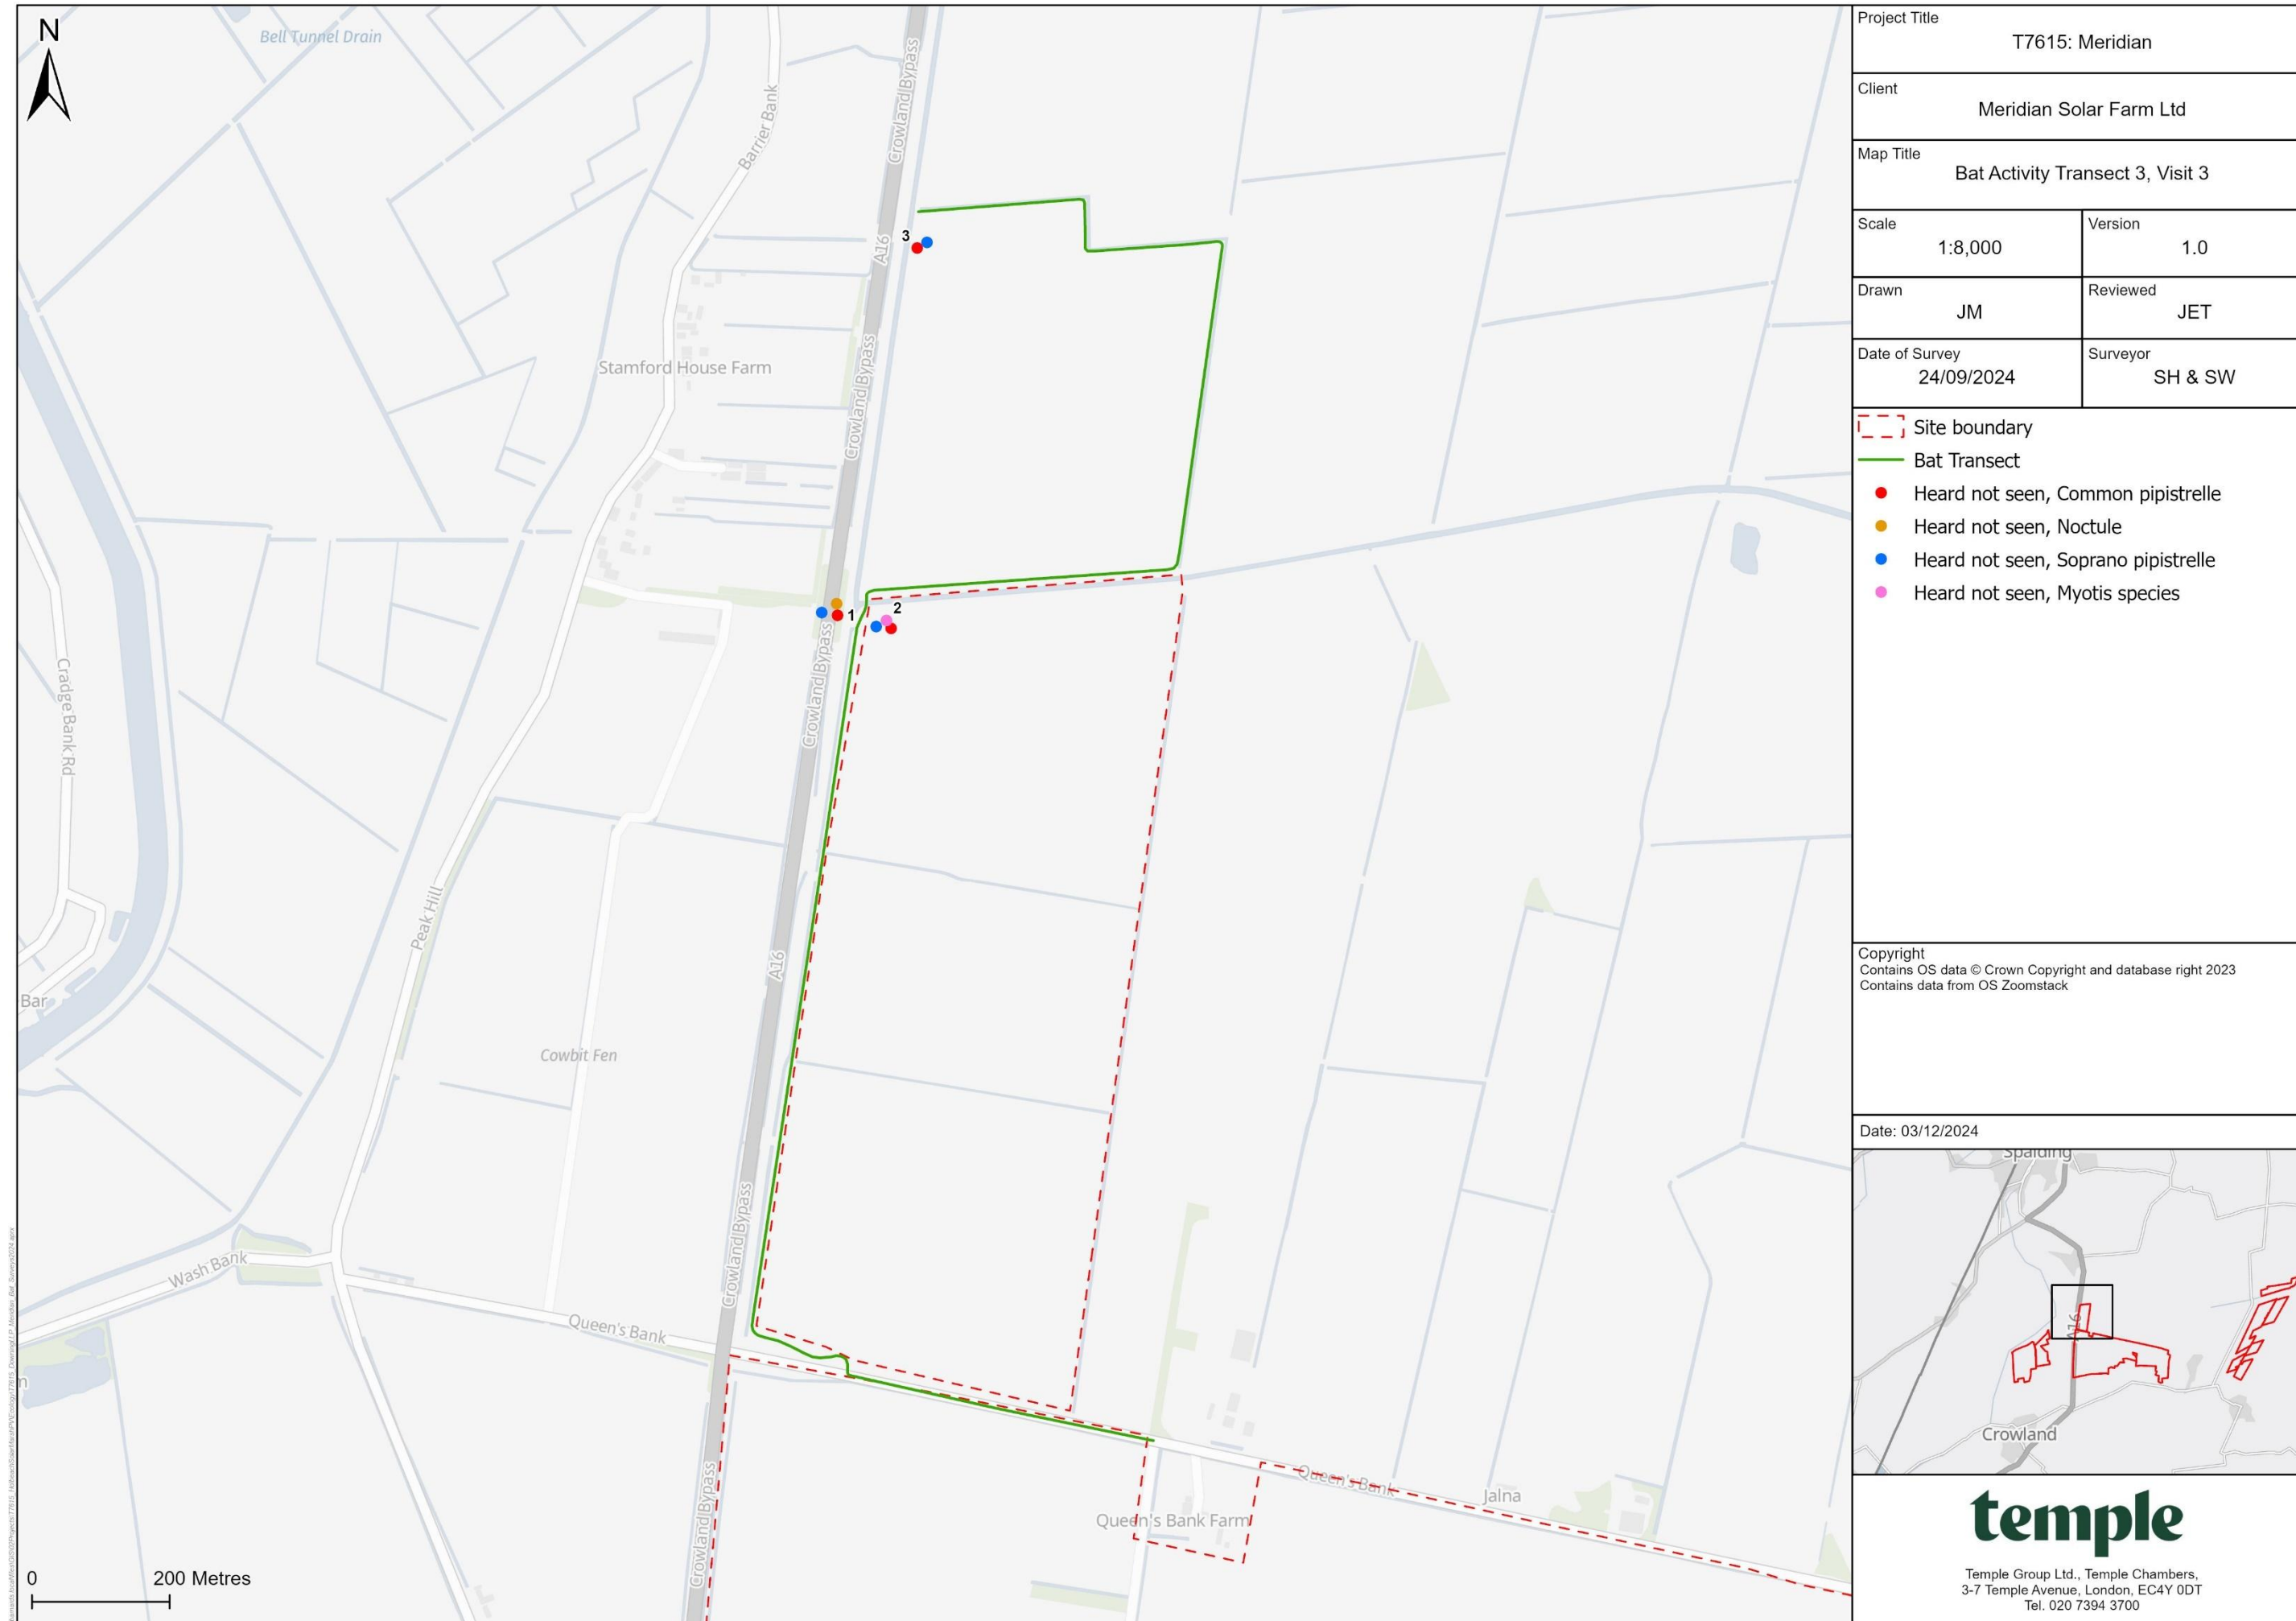 N
Bell Tunnel Drain
Barrier Bank
Crowland Bypass
Crowland Bypass
A16
3
Stamford House Farm
Crowland Bypass
1
2
Crowland Bypass
Cradge Bank Rd
Peak Hill
A16
Bar
Cowbit Fen
Crowland Bypass
Wash Bank
Queen's Bank
Queen's Bank
Jalna
Queen's Bank Farm
Crowland Bypass
n
0 200 Metres
Project Title
T7615: Meridian
Client
Meridian Solar Farm Ltd
Map Title
Bat Activity Transect 3, Visit 3
Scale
1:8,000
Version
1.0
Drawn
JM
Reviewed
JET
Date of Survey
24/09/2024
Surveyor
SH & SW
Site boundary
Bat Transect
Heard not seen, Common pipistrelle
Heard not seen, Noctule
Heard not seen, Soprano pipistrelle
Heard not seen, Myotis species
Copyright
Contains OS data © Crown Copyright and database right 2023
Contains data from OS Zoomstack
Date: 03/12/2024
Spalding
A16
Crowland
temple
Temple Group Ltd., Temple Chambers,
3-7 Temple Avenue, London, EC4Y 0DT
Tel. 020 7394 3700